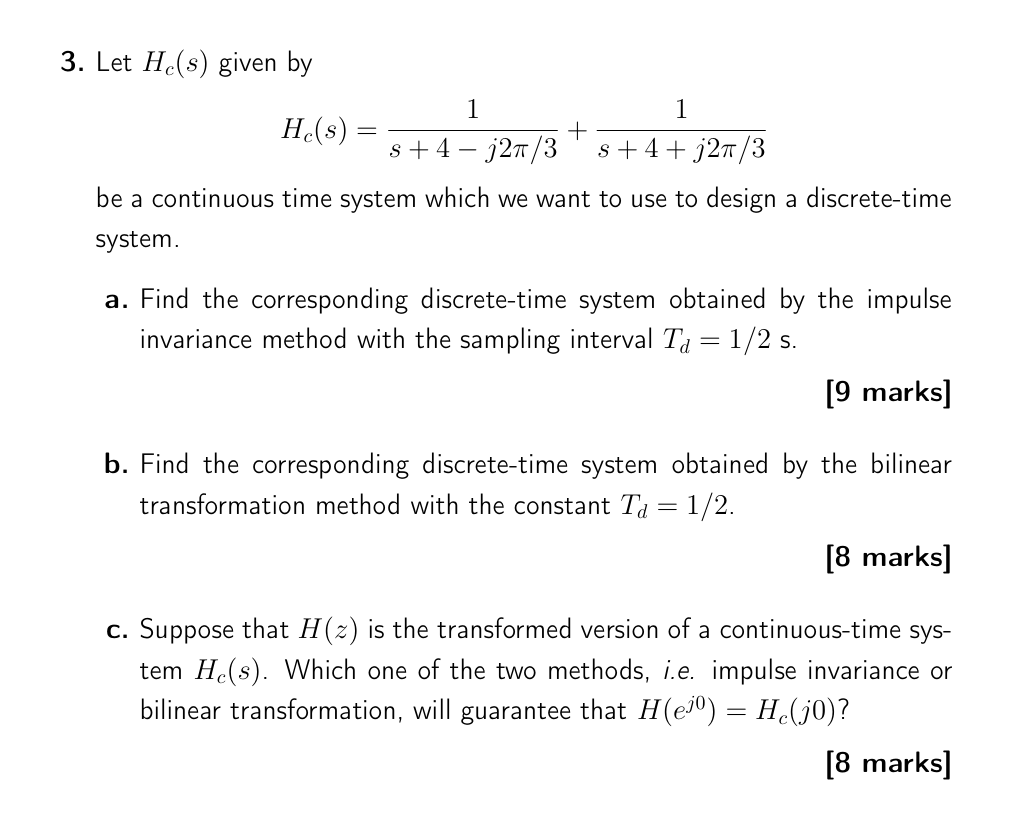 3. Let H_c(s) given by
H_c(s) = \frac{1}{s + 4 - j2π/3} + \frac{1}{s + 4 + j2π/3}
be a continuous time system which we want to use to design a discrete-time
system.
a. Find the corresponding discrete-time system obtained by the impulse
invariance method with the sampling interval T_d = 1/2 s.
[9 marks]
b. Find the corresponding discrete-time system obtained by the bilinear
transformation method with the constant T_d = 1/2.
[8 marks]
c. Suppose that H(z) is the transformed version of a continuous-time sys-
tem H_c(s). Which one of the two methods, i.e. impulse invariance or
bilinear transformation, will guarantee that H(e^{j0}) = H_c(j0)?
[8 marks]